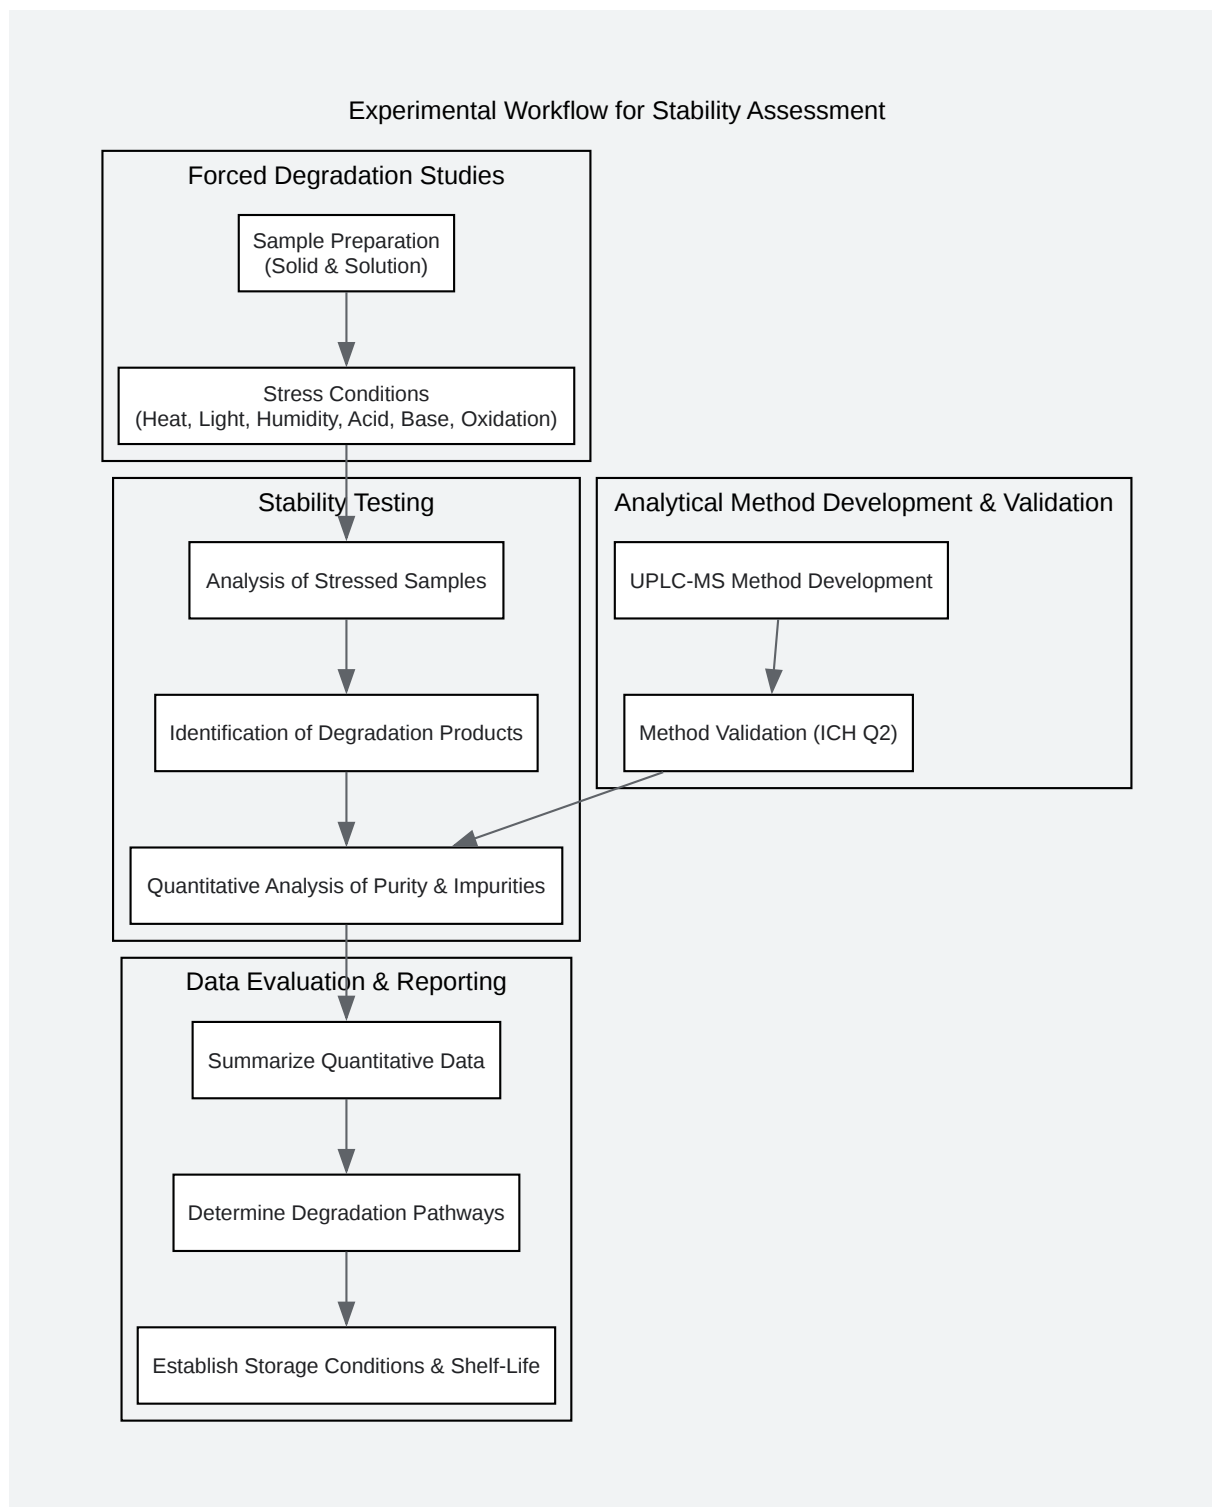 Experimental Workflow for Stability Assessment
Forced Degradation Studies
Sample Preparation
(Solid & Solution)
Stress Conditions
(Heat, Light, Humidity, Acid, Base, Oxidation)
Stability Testing
Analysis of Stressed Samples
Identification of Degradation Products
Quantitative Analysis of Purity & Impurities
Analytical Method Development & Validation
UPLC-MS Method Development
Method Validation (ICH Q2)
Data Evaluation & Reporting
Summarize Quantitative Data
Determine Degradation Pathways
Establish Storage Conditions & Shelf-Life